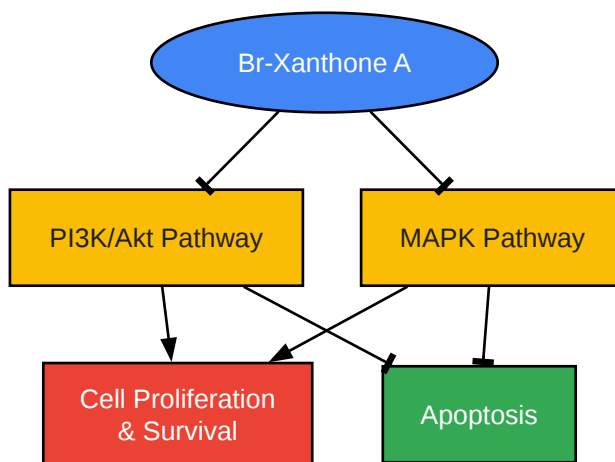 Br-Xanthone A
PI3K/Akt Pathway
MAPK Pathway
Cell Proliferation
& Survival
Apoptosis